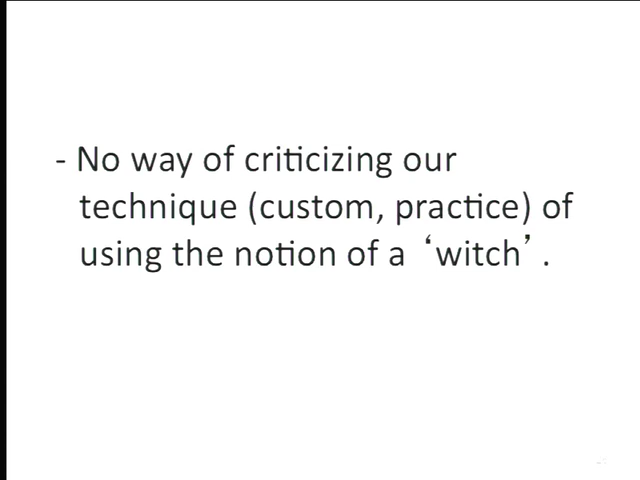 - No way of criticizing our
technique (custom, practice) of
using the notion of a ‘witch’ .